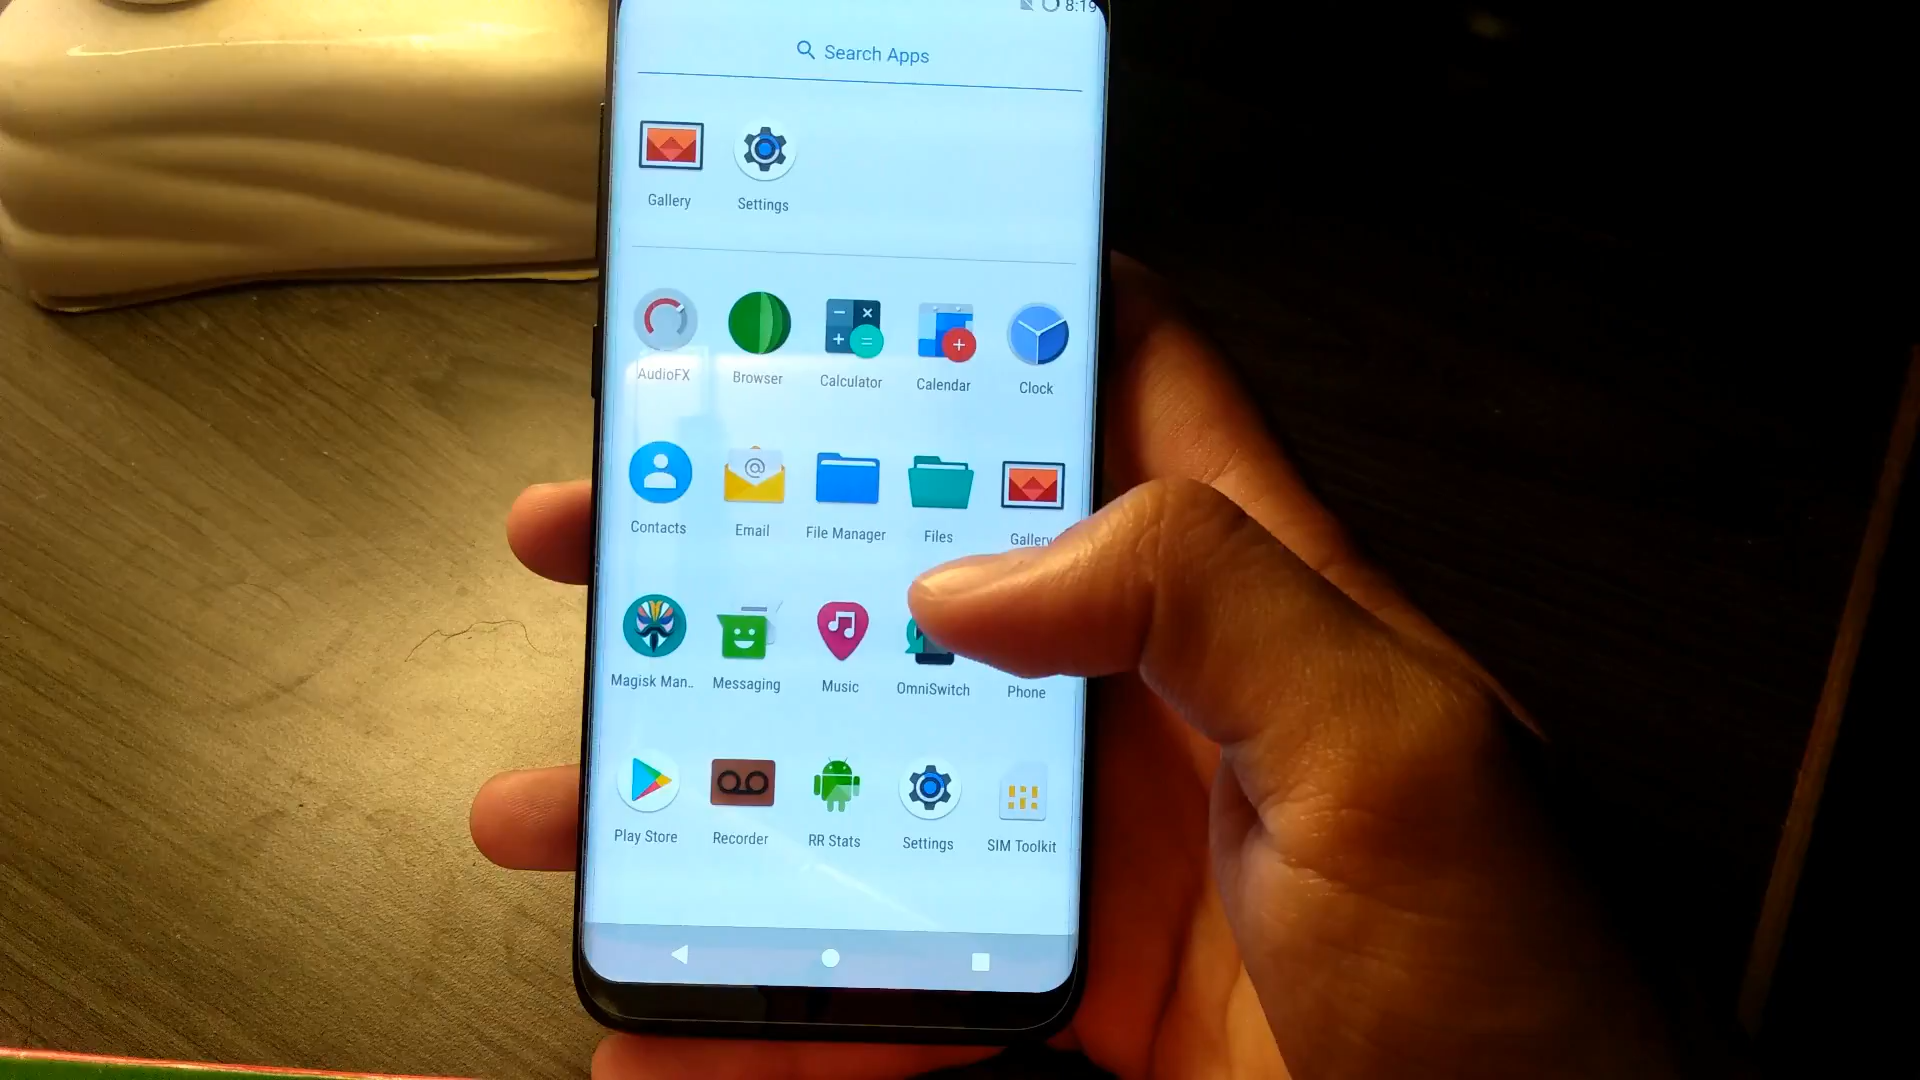 8:19
Search Apps
Gallery Settings
AudioFX Browser Calculator Calendar Clock
Contacts Email File Manager Files Gallery
Magisk Man.. Messaging Music OmniSwitch Phone
Play Store Recorder RR Stats Settings SIM Toolkit